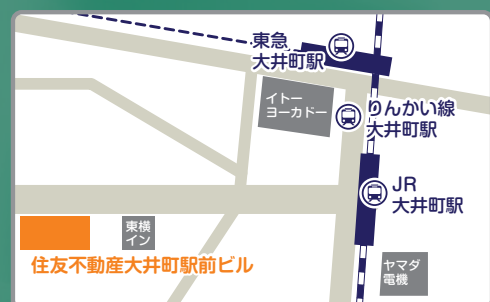 東急
大井町駅
イトー
ヨーカドー
りんかい線
大井町駅
JR
大井町駅
東横
イン
住友不動産大井町駅前ビル
ヤマダ
電機